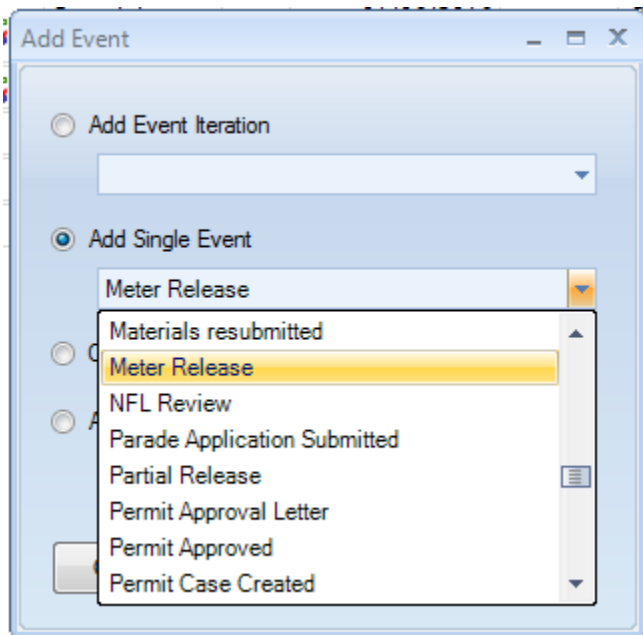 Add Event
Add Event Iteration
Add Single Event
Meter Release
Materials resubmitted
Meter Release
NFL Review
Parade Application Submitted
Partial Release
Permit Approval Letter
Permit Approved
Permit Case Created